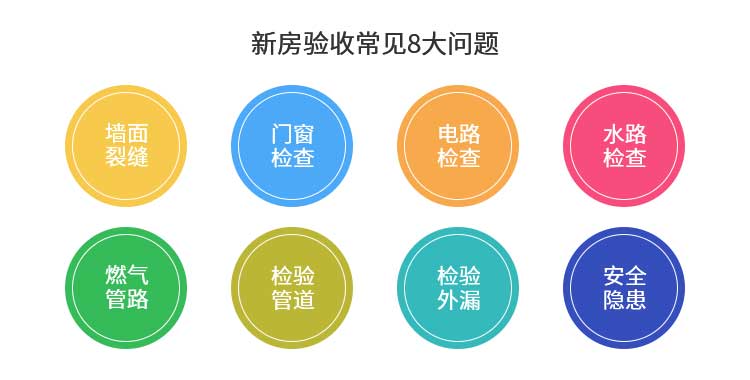 新房验收常见8大问题
墙面
裂缝
门窗
检查
电路
检查
水路
检查
燃气
管路
检验
管道
检验
外漏
安全
隐患